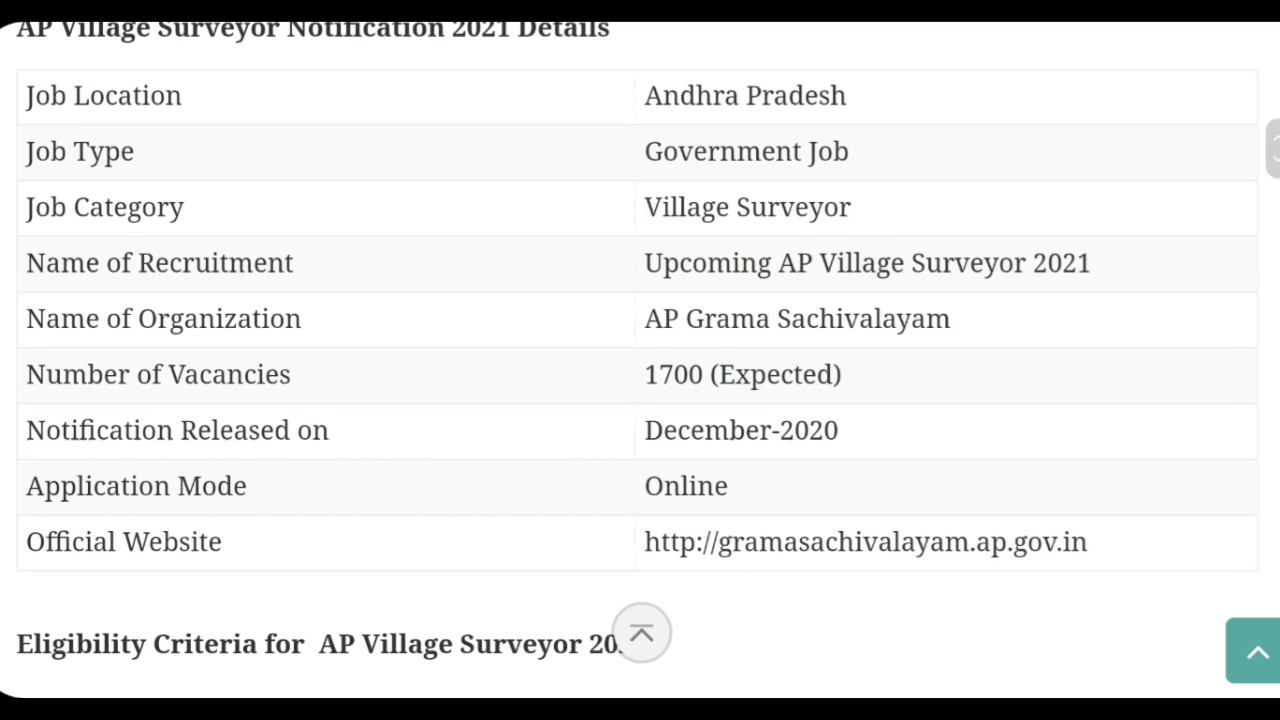 AP Village Surveyor Notification 2021 Details
Job Location Andhra Pradesh
Job Type Government Job
Job Category Village Surveyor
Name of Recruitment Upcoming AP Village Surveyor 2021
Name of Organization AP Grama Sachivalayam
Number of Vacancies 1700 (Expected)
Notification Released on December-2020
Application Mode Online
Official Website http://gramasachivalayam.ap.gov.in
Eligibility Criteria for AP Village Surveyor